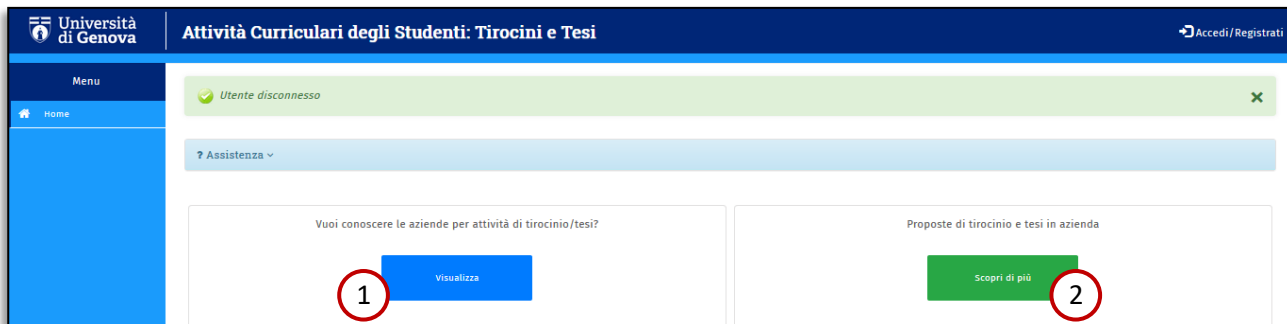 Università
di Genova
Attività Curriculari degli Studenti: Tirocini e Tesi
Accedi/Registrati
Menu
Home
Utente disconnesso
? Assistenza
Vuoi conoscere le aziende per attività di tirocinio/tesi?
Visualizza
1
Proposte di tirocinio e tesi in azienda
Scopri di più
2